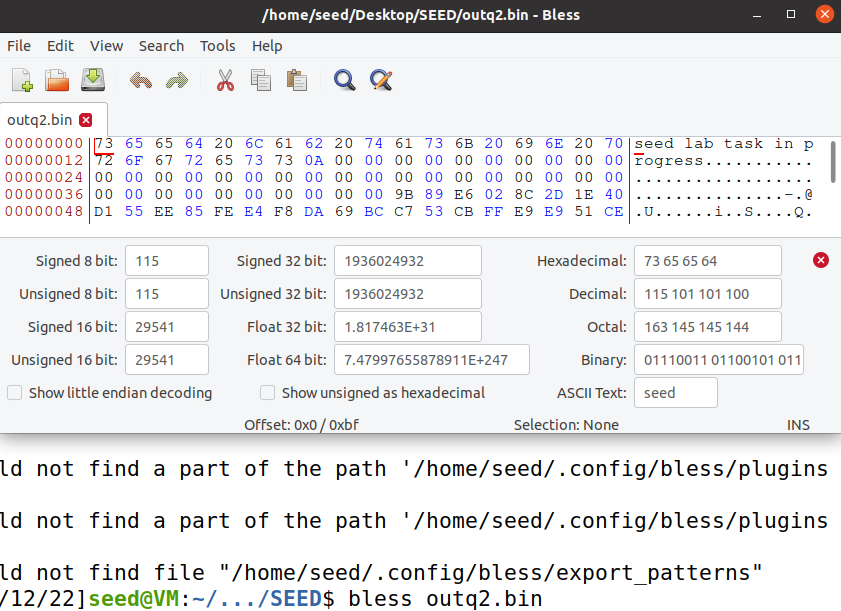 /home/seed/Desktop/SEED/outq2.bin - Bless
File Edit View Search Tools Help
outq2.bin
00000000 73 65 65 64 20 6C 61 62 20 74 61 73 6B 20 69 6E 20 70 seed lab task in p
00000012 72 6F 67 72 65 73 73 0A 00 00 00 00 00 00 00 00 00 00 rogress...........
00000024 00 00 00 00 00 00 00 00 00 00 00 00 00 00 00 00 00 00 ..................
00000036 00 00 00 00 00 00 00 00 00 00 9B 89 E6 02 8C 2D 1E 40 ...............-.@
00000048 D1 55 EE 85 FE E4 F8 DA 69 BC C7 53 CB FF E9 E9 51 CE .U......i..S....Q.
Signed 8 bit: 115 Signed 32 bit: 1936024932 Hexadecimal: 73 65 65 64
Unsigned 8 bit: 115 Unsigned 32 bit: 1936024932 Decimal: 115 101 101 100
Signed 16 bit: 29541 Float 32 bit: 1.817463E+31 Octal: 163 145 145 144
Unsigned 16 bit: 29541 Float 64 bit: 7.47997655878911E+247 Binary: 01110011 01100101 011
Show little endian decoding Show unsigned as hexadecimal ASCII Text: seed
Offset: 0x0 / 0xbf Selection: None INS
ld not find a part of the path '/home/seed/.config/bless/plugins
ld not find a part of the path '/home/seed/.config/bless/plugins
ld not find file "/home/seed/.config/bless/export_patterns"
/12/22]seed@VM:~/.../SEED$ bless outq2.bin